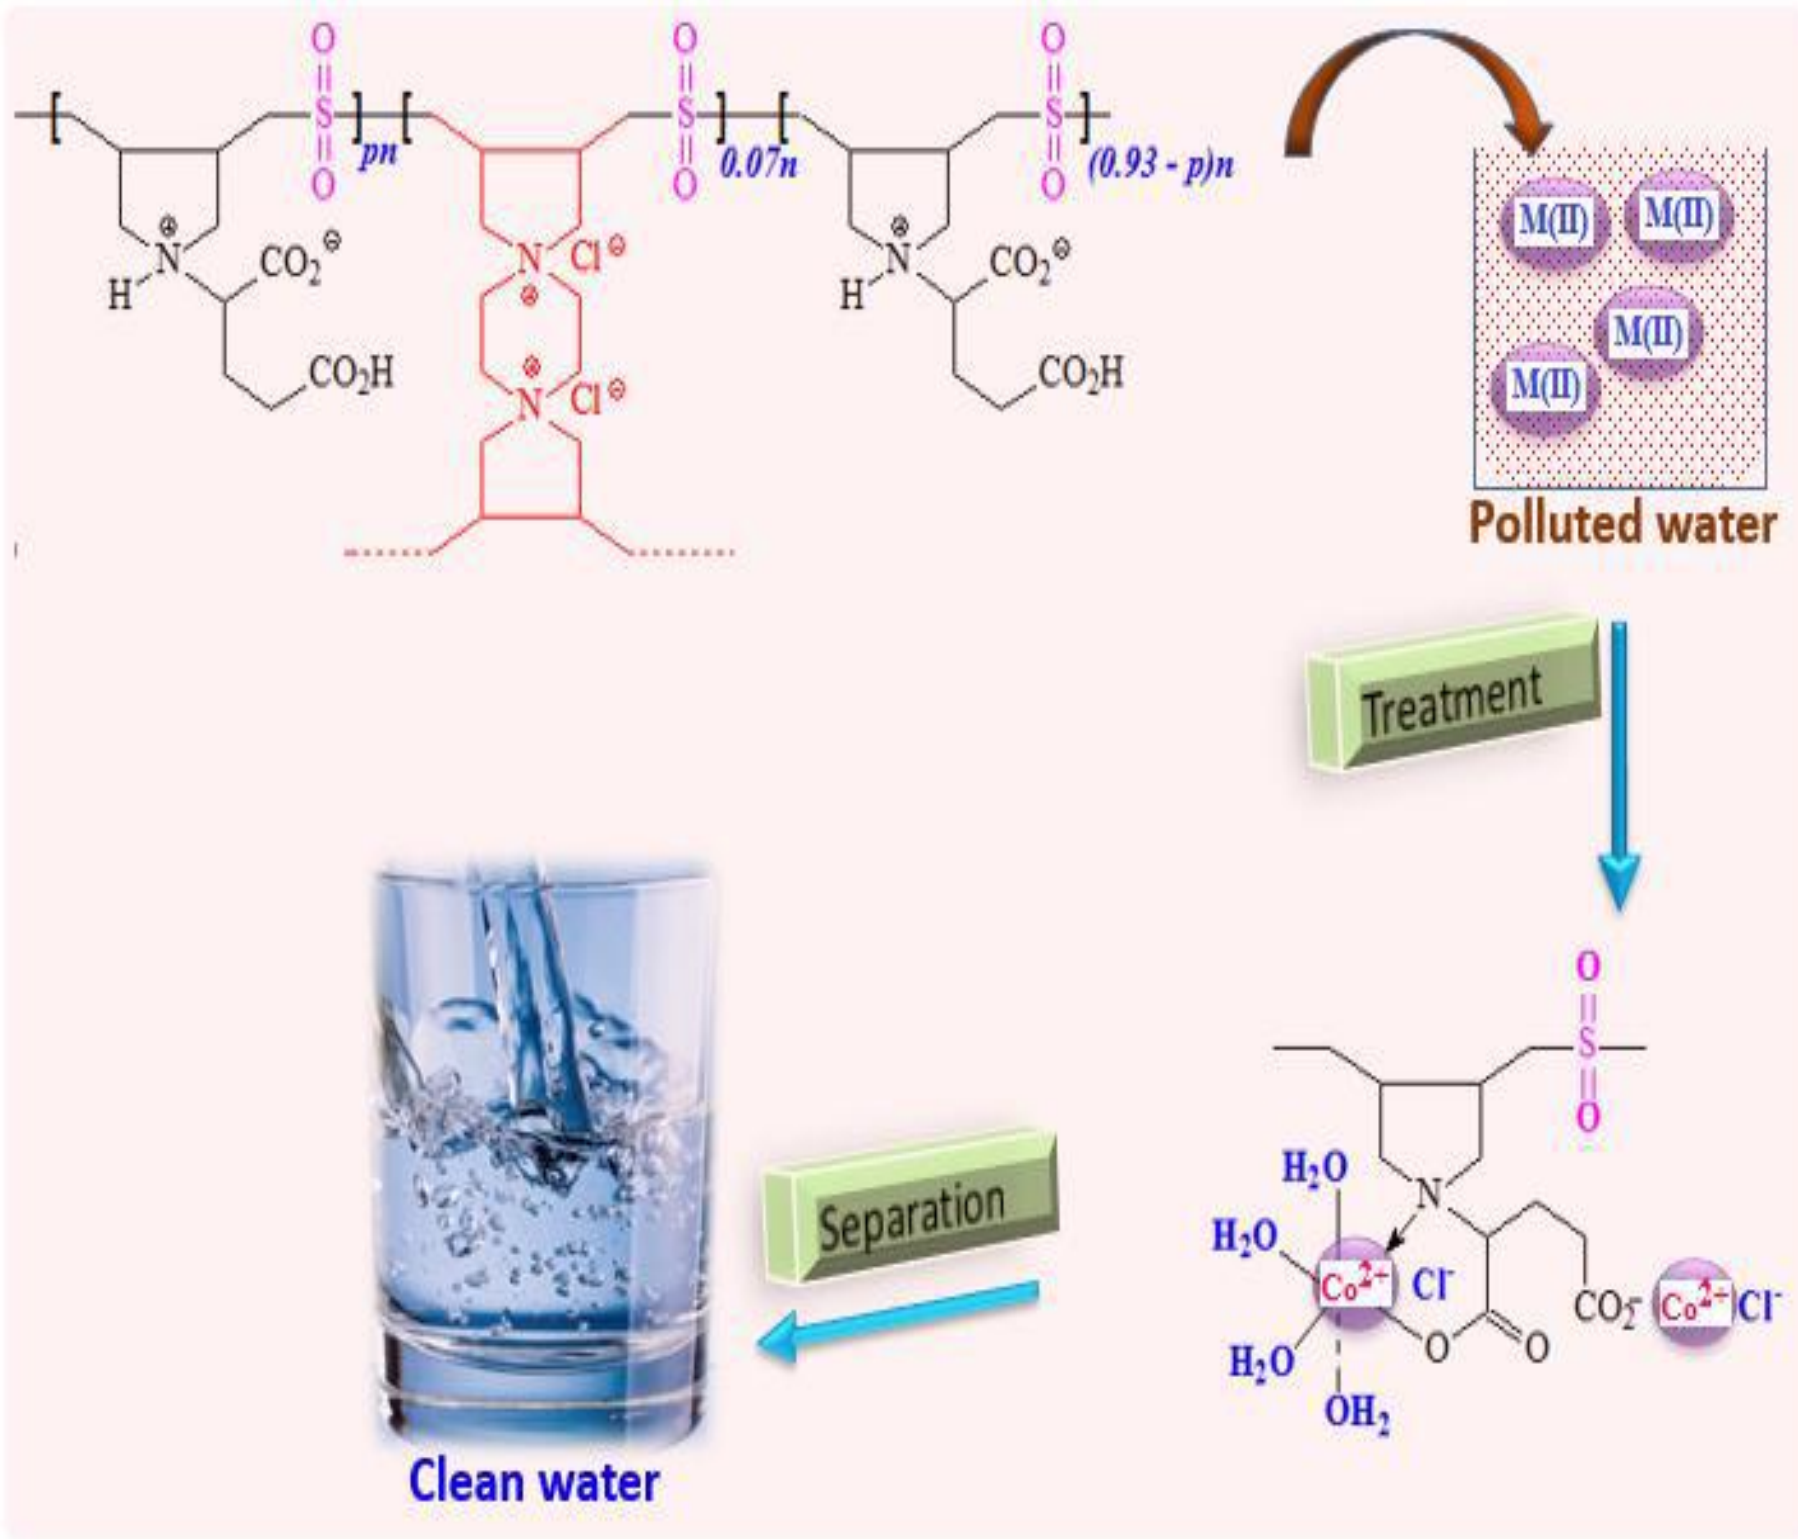 O O O
[ S ]pn [ S ]0.07n [ S ](0.93 - p)n
O O O
⊕ ⊕
N CO2⊖ N Cl⊖ N CO2⊖
H ⊕ H
⊕
CO2H N Cl⊖ CO2H
M(II) M(II)
M(II)
M(II)
Polluted water
Treatment
O
S
O
H2O
N
H2O
Co2+ Cl-
CO2- Co2+ Cl-
O O
H2O
OH2
Separation
Clean water